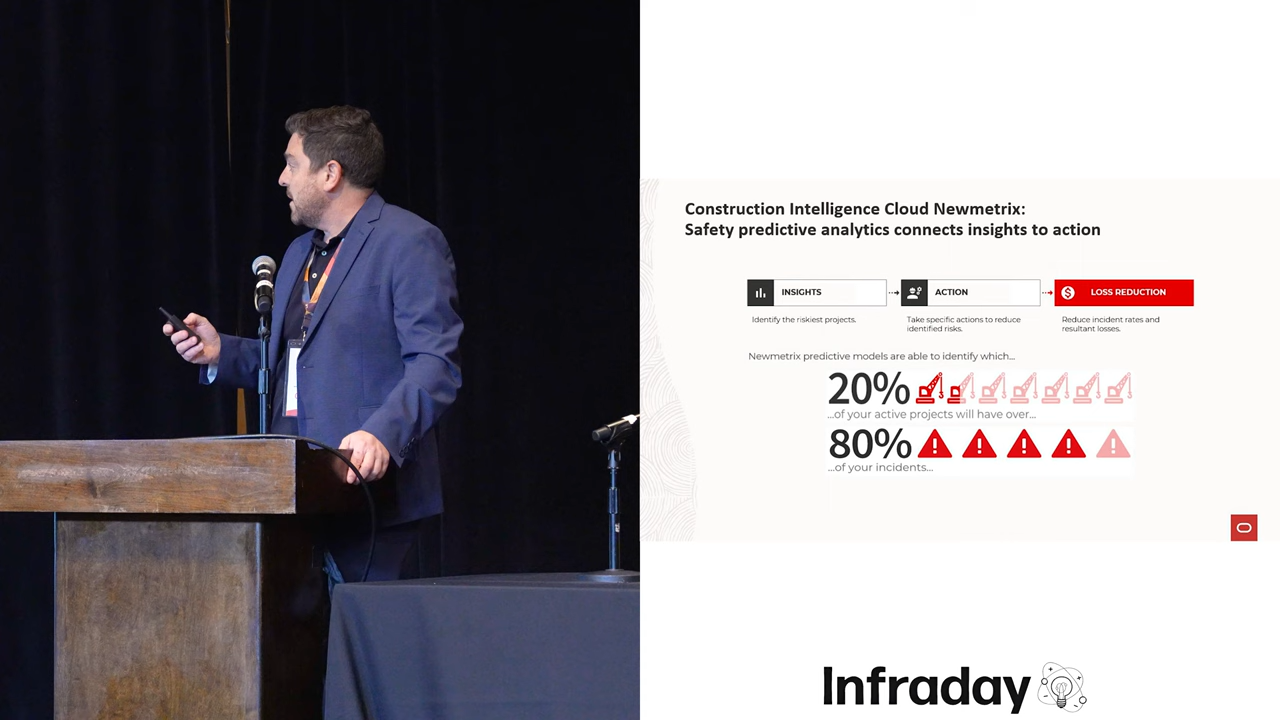 Construction Intelligence Cloud Newmetrix:
Safety predictive analytics connects insights to action
INSIGHTS
ACTION
LOSS REDUCTION
Identify the riskiest projects.
Take specific actions to reduce
identified risks.
Reduce incident rates and
resultant losses.
Newmetrix predictive models are able to identify which...
20%
...of your active projects will have over...
80%
...of your incidents...
Infraday